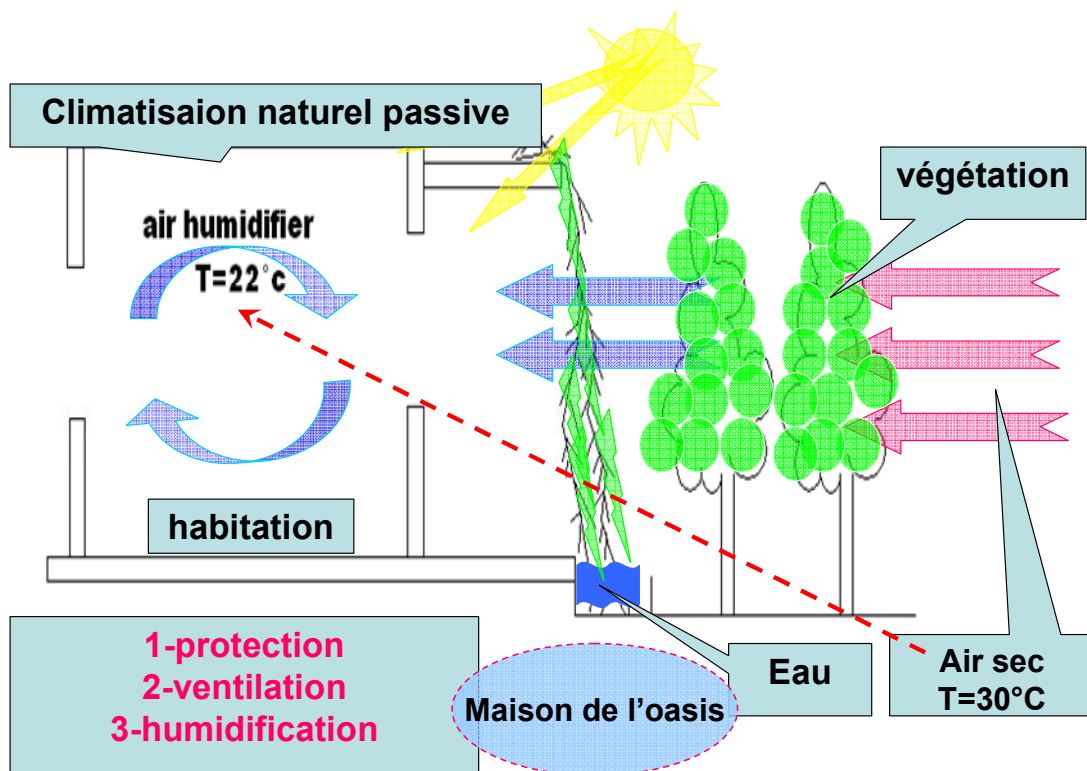 Climatisaion naturel passive
végétation
air humidifier
T=22°c
habitation
1-protection
2-ventilation
3-humidification
Maison de l’oasis
Eau
Air sec
T=30°C